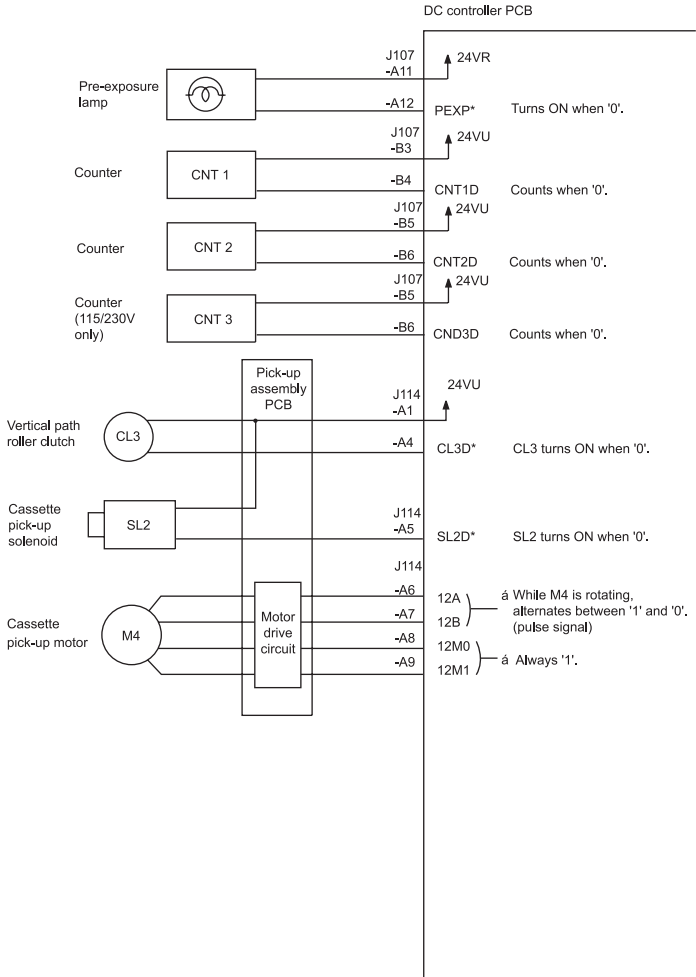 DC controller PCB
J107
-A11
24VR
Pre-exposure
lamp
-A12
PEXP*
Turns ON when '0'.
J107
-B3
24VU
Counter
CNT 1
-B4
CNT1D
Counts when '0'.
J107
-B5
24VU
Counter
CNT 2
-B6
CNT2D
Counts when '0'.
J107
-B5
24VU
Counter
(115/230V
only)
CNT 3
-B6
CND3D
Counts when '0'.
Pick-up
assembly
PCB
J114
-A1
24VU
Vertical path
roller clutch
CL3
-A4
CL3D*
CL3 turns ON when '0'.
Cassette
pick-up
solenoid
SL2
J114
-A5
SL2D*
SL2 turns ON when '0'.
J114
-A6
12A
á While M4 is rotating,
alternates between '1' and '0'.
(pulse signal)
-A7
12B
Cassette
pick-up motor
M4
Motor
drive
circuit
-A8
12M0
-A9
12M1
á Always '1'.